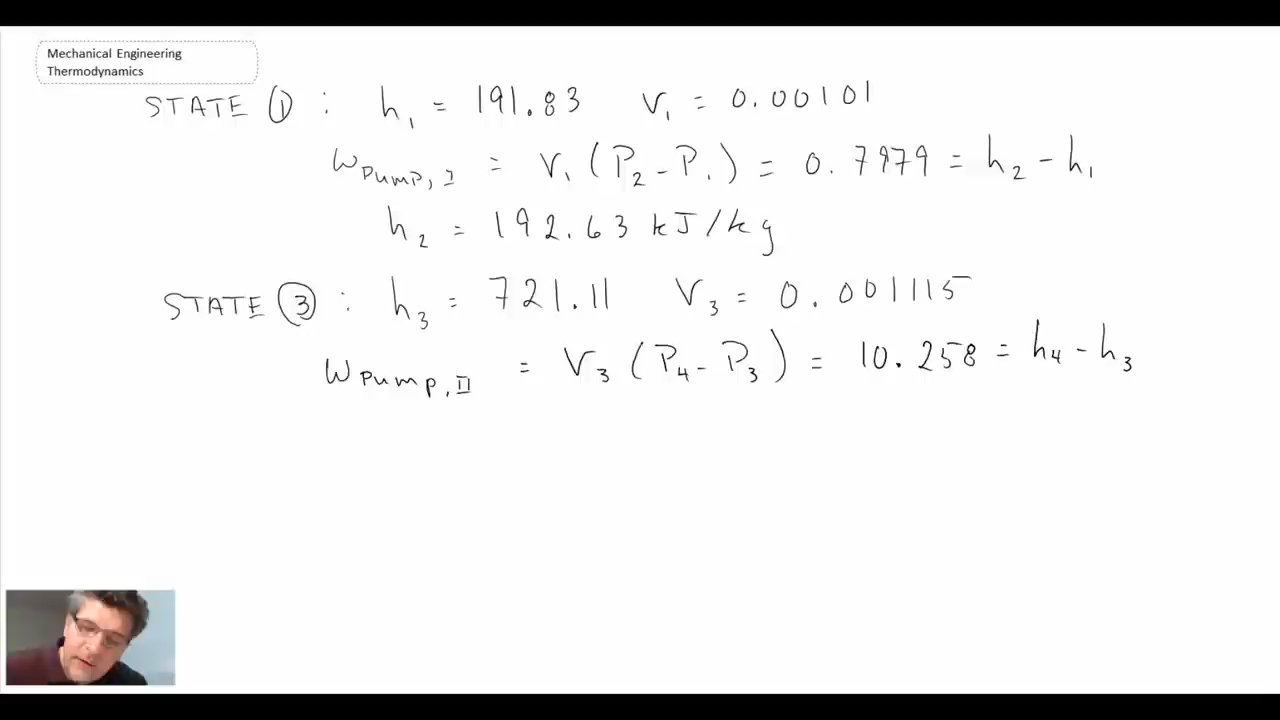 Mechanical Engineering
Thermodynamics
STATE ① : h₁ = 191.83 v₁ = 0.00101
w_Pump, I = v₁ (P₂ - P₁) = 0.7979 = h₂ - h₁
h₂ = 192.63 kJ/kg
STATE ③ : h₃ = 721.11 v₃ = 0.001115
w_Pump, II = v₃ (P₄ - P₃) = 10.258 = h₄ - h₃